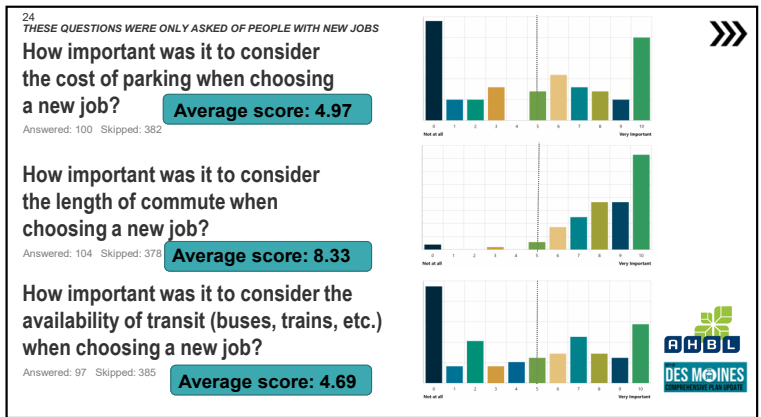 24
THESE QUESTIONS WERE ONLY ASKED OF PEOPLE WITH NEW JOBS
How important was it to consider
the cost of parking when choosing
a new job?
Average score: 4.97
Answered: 100 Skipped: 382
0 1 2 3 4 5 6 7 8 9 10
Not at all Very Important
How important was it to consider
the length of commute when
choosing a new job?
Answered: 104 Skipped: 378
Average score: 8.33
0 1 2 3 4 5 6 7 8 9 10
Not at all Very Important
How important was it to consider the
availability of transit (buses, trains, etc.)
when choosing a new job?
Answered: 97 Skipped: 385
Average score: 4.69
0 1 2 3 4 5 6 7 8 9 10
Not at all Very Important
AHBL
DES MOINES
COMPREHENSIVE PLAN UPDATE